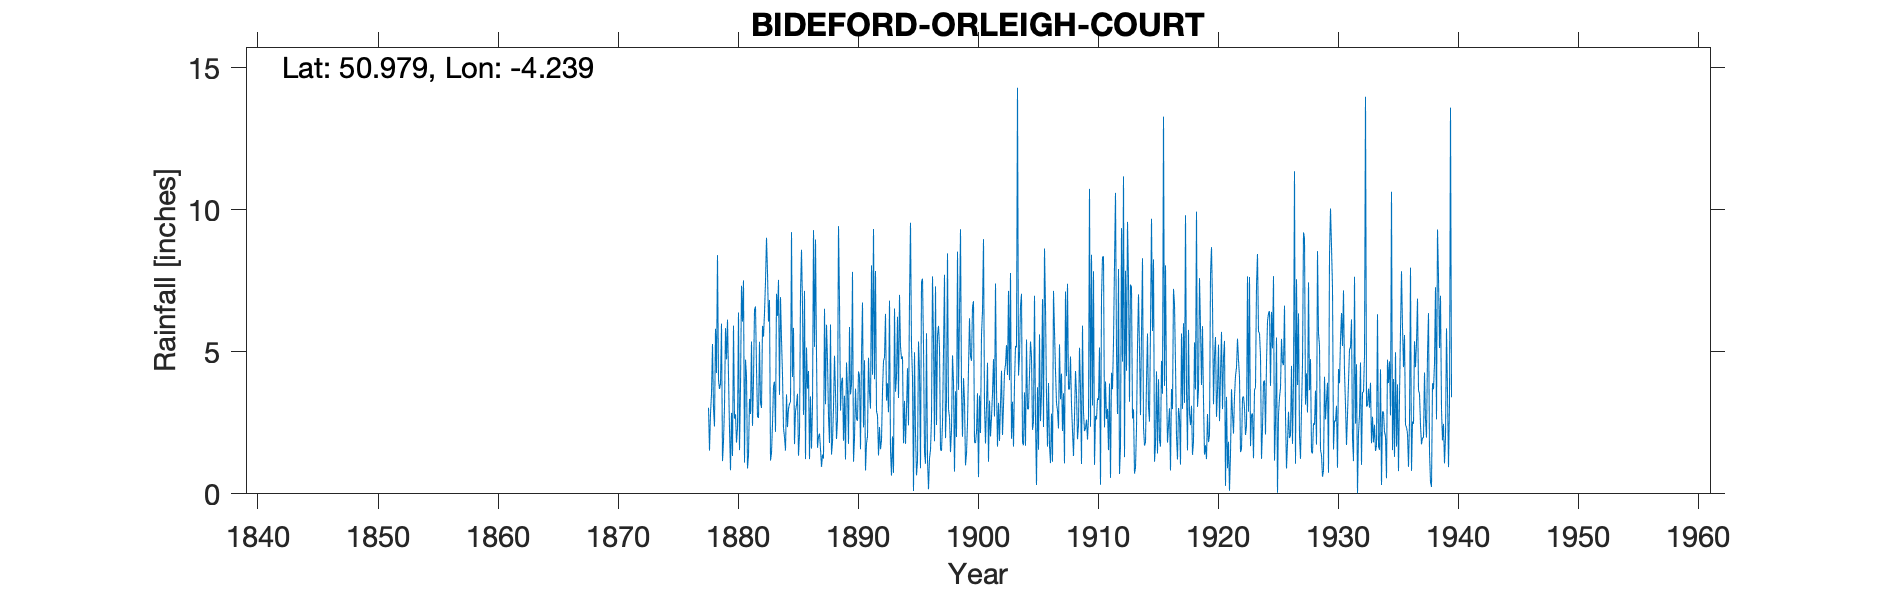 BIDEFORD-ORLEIGH-COURT
Lat: 50.979, Lon: -4.239
15
10
5
0
Rainfall [inches]
1840 1850 1860 1870 1880 1890 1900 1910 1920 1930 1940 1950 1960
Year